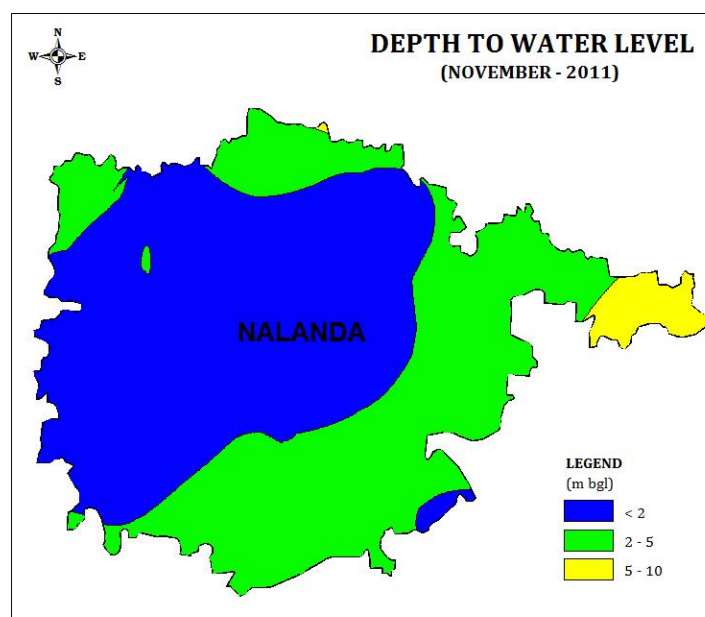 N
W E
S
DEPTH TO WATER LEVEL
(NOVEMBER - 2011)
NALANDA
LEGEND
(m bgl)
< 2
2 - 5
5 - 10